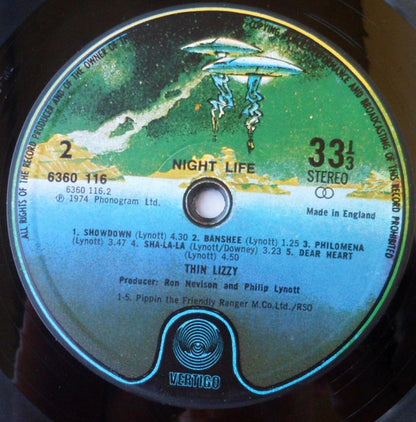 ALL RIGHTS OF THE RECORD PRODUCER AND OF THE OWNER OF
PERFORMANCE AND BROADCASTING OF THIS RECORD PROHIBITED
2
NIGHT LIFE
33⅓
6360 116
STEREO
6360 116.2
℗ 1974 Phonogram Ltd.
Made in England
1. SHOWDOWN (Lynott) 4.30 2. BANSHEE (Lynott) 1.25 3. PHILOMENA
(Lynott) 3.47 4. SHA-LA-LA (Lynott/Downey) 3.23 5. DEAR HEART
(Lynott) 4.50
THIN LIZZY
Producer: Ron Nevison and Philip Lynott
1-5. Pippin the Friendly Ranger M.Co.Ltd./RSO
VERTIGO